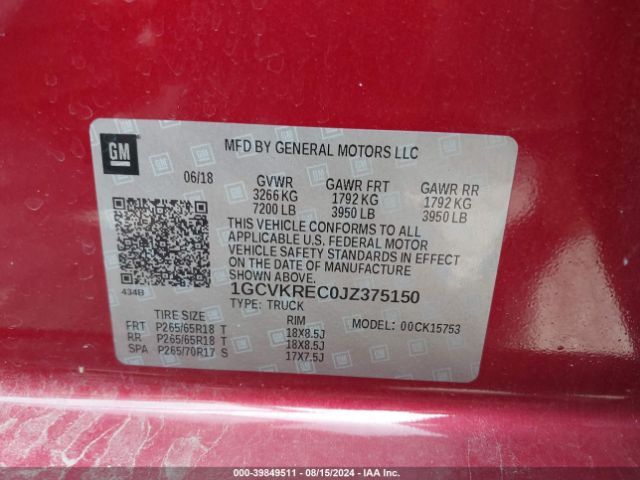 GM
MFD BY GENERAL MOTORS LLC
06/18 GVWR GAWR FRT GAWR RR
3266 KG 1792 KG 1792 KG
7200 LB 3950 LB 3950 LB
THIS VEHICLE CONFORMS TO ALL
APPLICABLE U.S. FEDERAL MOTOR
VEHICLE SAFETY STANDARDS IN EFFECT
ON THE DATE OF MANUFACTURE
SHOWN ABOVE.
434B
1GCVKREC0JZ375150
TYPE: TRUCK
TIRE SIZE RIM MODEL: 00CK15753
FRT P265/65R18 T 18X8.5J
RR P265/65R18 T 18X8.5J
SPA P265/70R17 S 17X7.5J
000-39849511 - 08/15/2024 - IAA Inc.